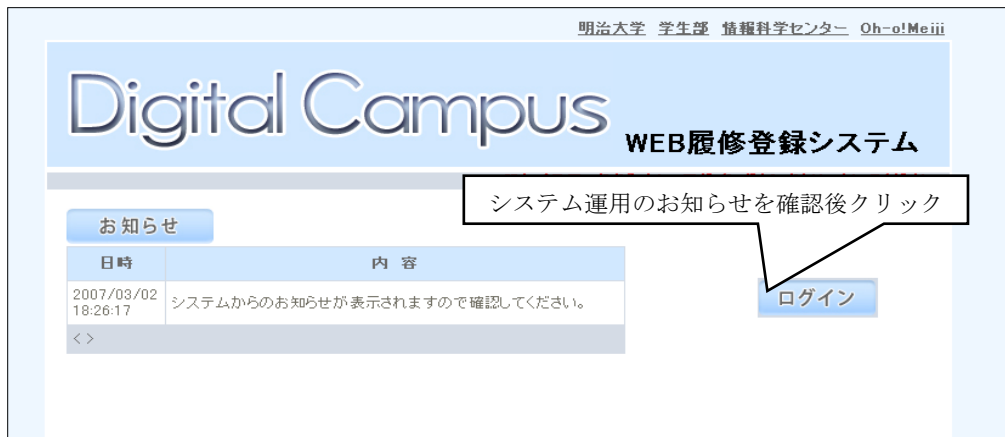 明治大学 学生部 情報科学センター Oh-o!Meiji
Digital Campus
WEB履修登録システム
システム運用のお知らせを確認後クリック
お知らせ
日時 内 容
2007/03/02
18:26:17
システムからのお知らせが表示されますので確認してください。
ログイン
< >